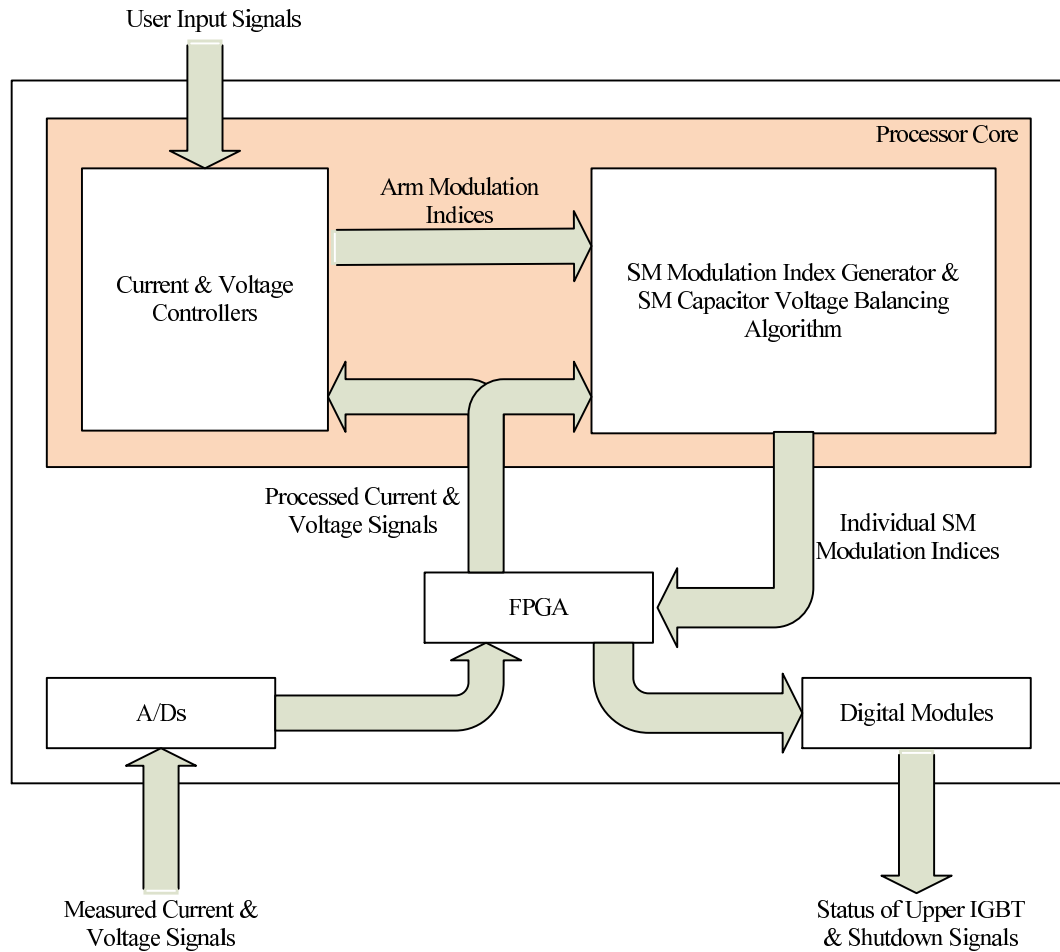 User Input Signals
Processor Core
Arm Modulation
Indices
Current & Voltage
Controllers
SM Modulation Index Generator &
SM Capacitor Voltage Balancing
Algorithm
Processed Current &
Voltage Signals
Individual SM
Modulation Indices
FPGA
A/Ds
Digital Modules
Measured Current &
Voltage Signals
Status of Upper IGBT
& Shutdown Signals